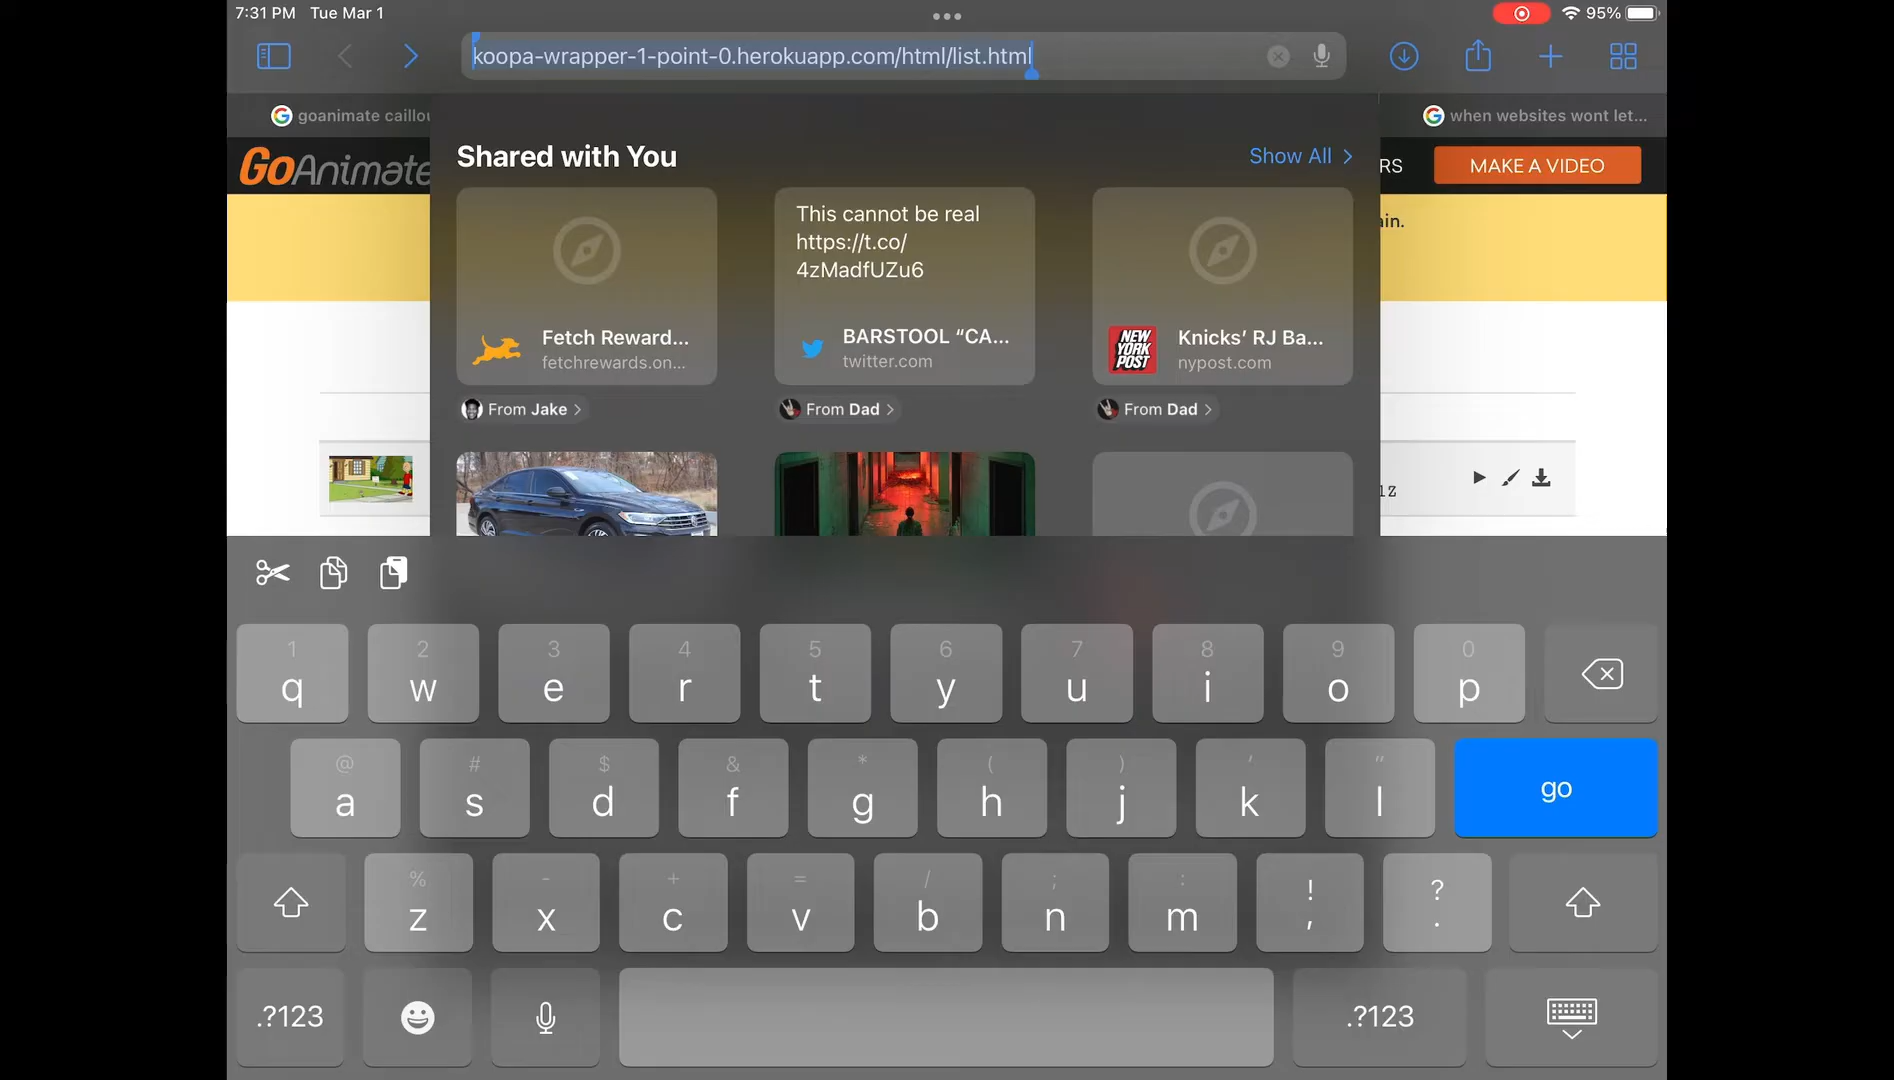 7:31 PM Tue Mar 1
95%
koopa-wrapper-1-point-0.herokuapp.com/html/list.html
goanimate caillou
when websites wont let...
GoAnimate
RS
MAKE A VIDEO
ain.
Shared with You
Show All
This cannot be real
https://t.co/
4zMadfUZu6
Fetch Reward...
fetchrewards.on...
BARSTOOL “CA...
twitter.com
NEW
YORK
POST
Knicks’ RJ Ba...
nypost.com
From Jake
From Dad
From Dad
1Z
1 2 3 4 5 6 7 8 9 0
q w e r t y u i o p
@ # $ & * ( ) ' "
a s d f g h j k l go
% - + = / ; : ! ?
z x c v b n m , .
.?123
.?123